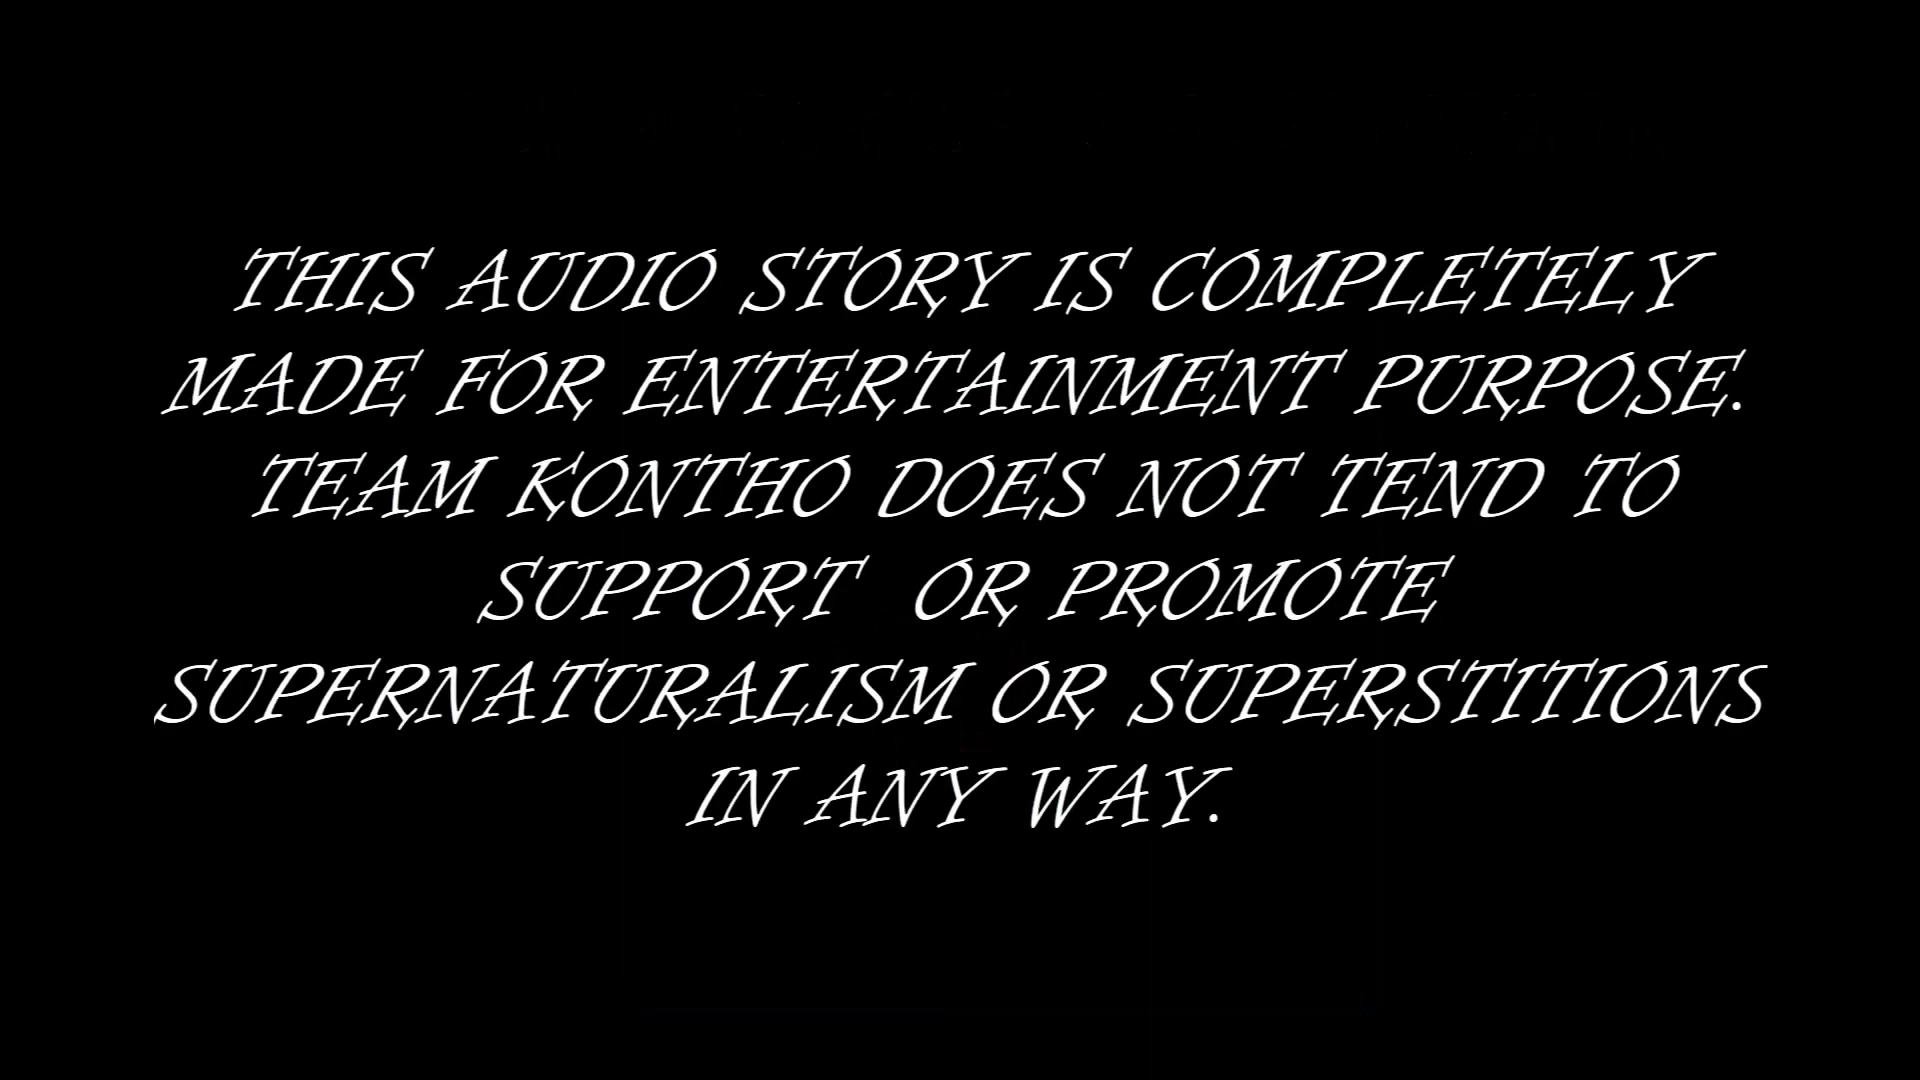 THIS AUDIO STORY IS COMPLETELY
MADE FOR ENTERTAINMENT PURPOSE.
TEAM KONTHO DOES NOT TEND TO
SUPPORT OR PROMOTE
SUPERNATURALISM OR SUPERSTITIONS
IN ANY WAY.